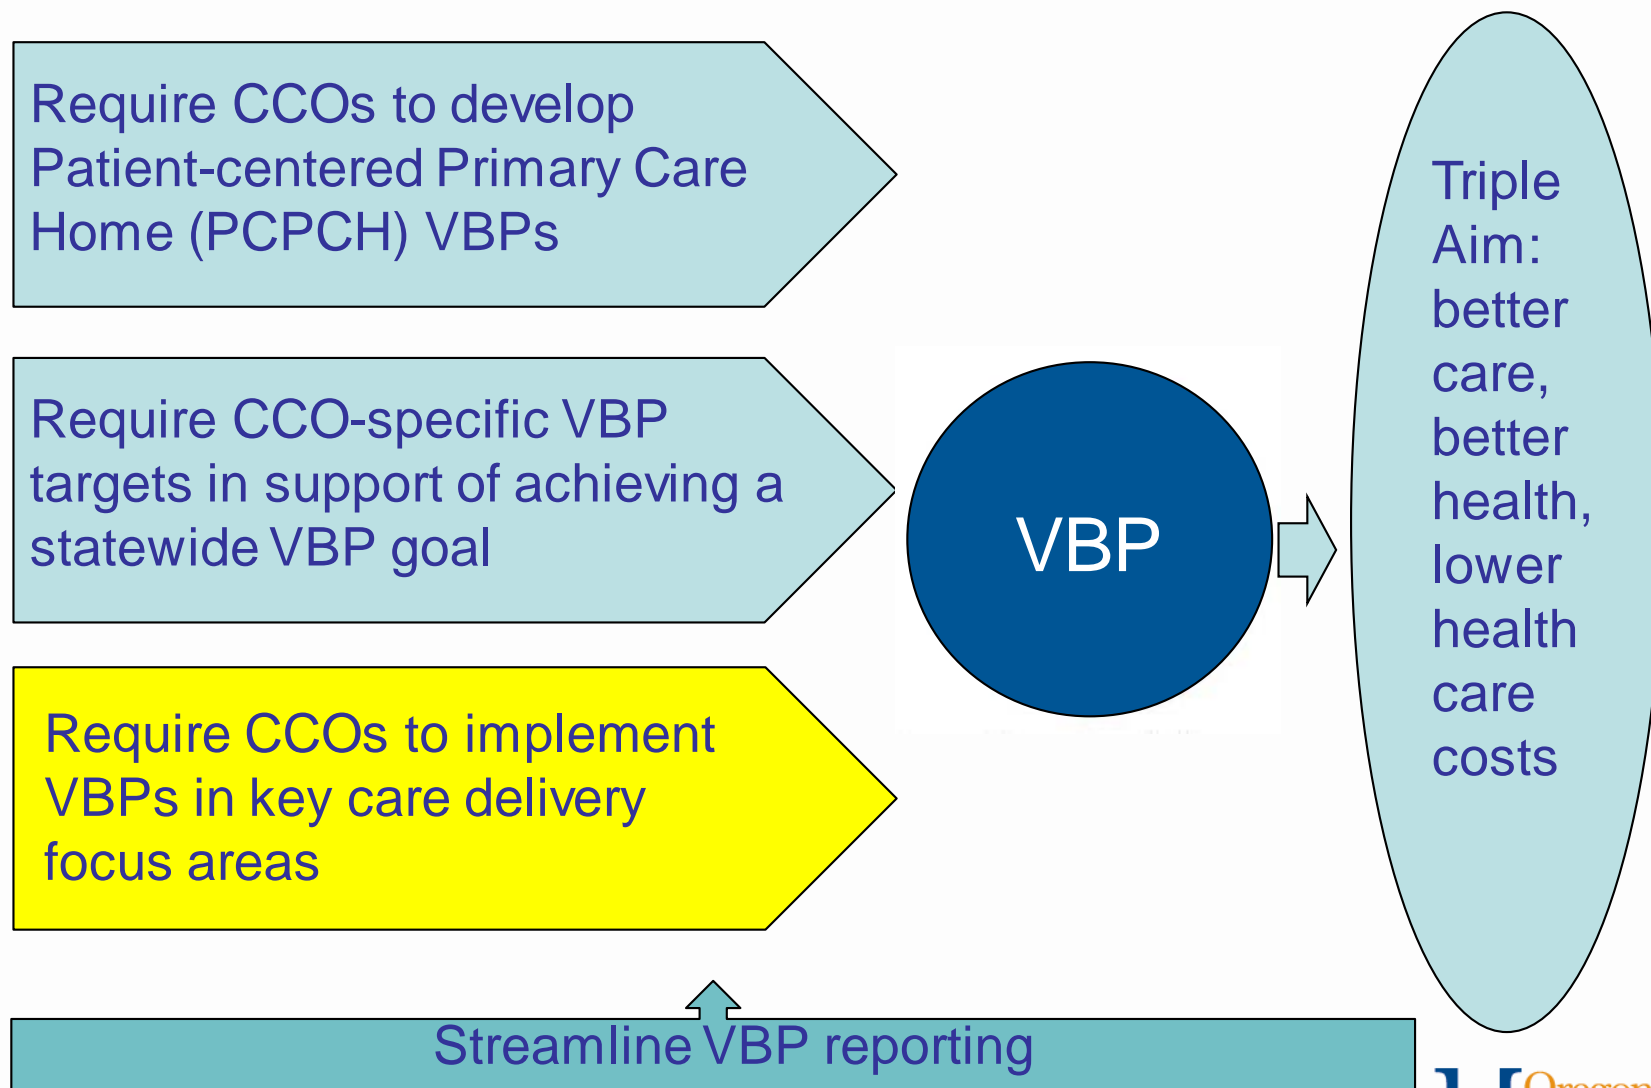 Require CCOs to develop
Patient-centered Primary Care
Home (PCPCH) VBPs
Require CCO-specific VBP
targets in support of achieving a
statewide VBP goal
Require CCOs to implement
VBPs in key care delivery
focus areas
VBP
Triple
Aim:
better
care,
better
health,
lower
health
care
costs
Streamline VBP reporting